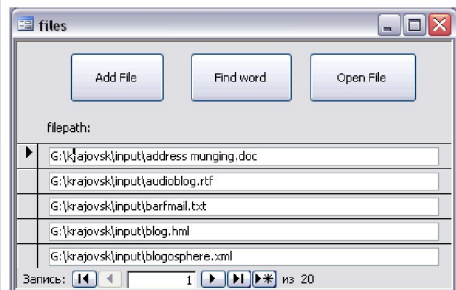 files
Add File Find word Open File
filepath:
G:\krajovsk\input\address munging.doc
G:\krajovsk\input\audioblog.rtf
G:\krajovsk\input\barfmail.txt
G:\krajovsk\input\blog.hml
G:\krajovsk\input\blogosphere.xml
Запись: 1 из 20